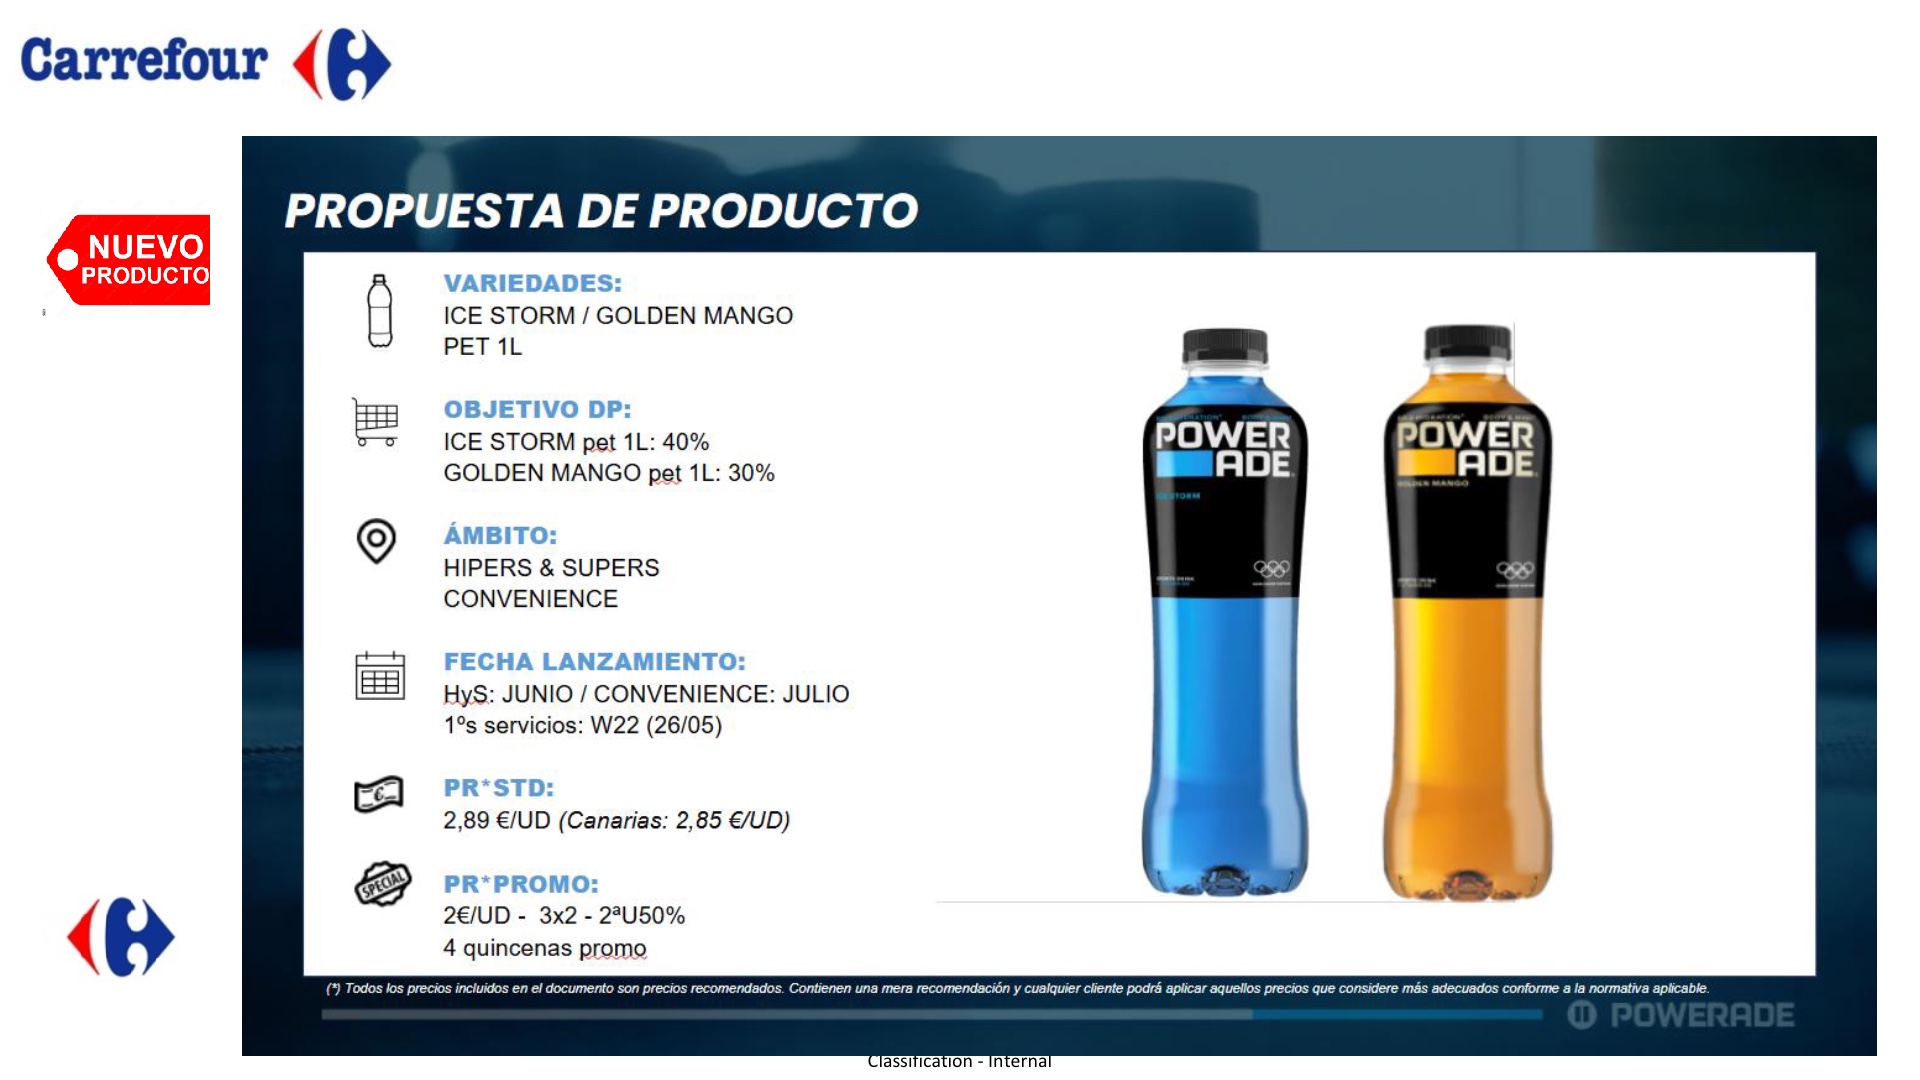 Carrefour
NUEVO
PRODUCTO
PROPUESTA DE PRODUCTO
VARIEDADES:
ICE STORM / GOLDEN MANGO
PET 1L
OBJETIVO DP:
ICE STORM pet 1L: 40%
GOLDEN MANGO pet 1L: 30%
ÁMBITO:
HIPERS & SUPERS
CONVENIENCE
FECHA LANZAMIENTO:
HyS: JUNIO / CONVENIENCE: JULIO
1ºs servicios: W22 (26/05)
PR*STD:
2,89 €/UD (Canarias: 2,85 €/UD)
SPECIAL
PR*PROMO:
2€/UD - 3x2 - 2ªU50%
4 quincenas promo
POWER
ADE
ICE STORM
POWER
ADE
GOLDEN MANGO
(*) Todos los precios incluidos en el documento son precios recomendados. Contienen una mera recomendación y cualquier cliente podrá aplicar aquellos precios que considere más adecuados conforme a la normativa aplicable.
POWERADE
Classification - Internal